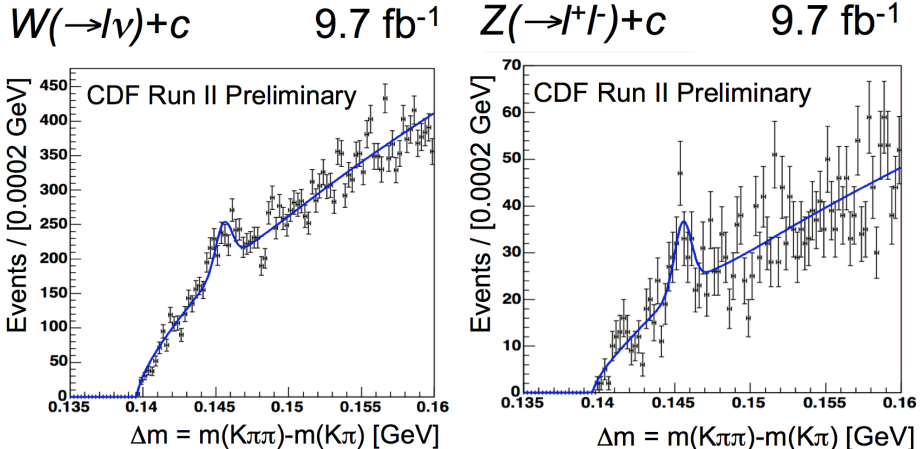 W(→lν)+c 9.7 fb⁻¹
Events / [0.0002 GeV]
CDF Run II Preliminary
450
400
350
300
250
200
150
100
50
0
0.135 0.14 0.145 0.15 0.155 0.16
Δm = m(Kππ)-m(Kπ) [GeV]
Z(→l⁺l⁻)+c 9.7 fb⁻¹
Events / [0.0002 GeV]
CDF Run II Preliminary
70
60
50
40
30
20
10
0
0.135 0.14 0.145 0.15 0.155 0.16
Δm = m(Kππ)-m(Kπ) [GeV]